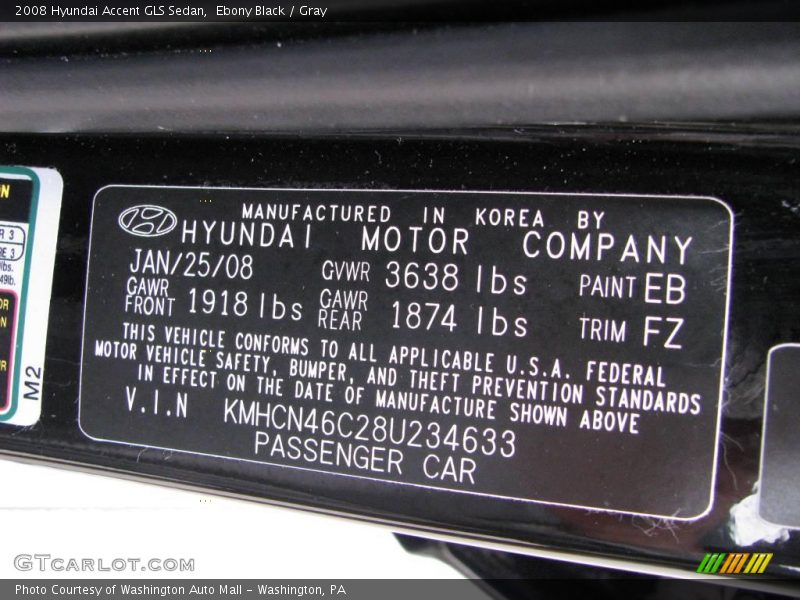 2008 Hyundai Accent GLS Sedan,  Ebony Black / Gray
MANUFACTURED IN KOREA BY
HYUNDAI MOTOR COMPANY
JAN/25/08 GVWR 3638 lbs PAINT EB
GAWR FRONT 1918 lbs GAWR REAR 1874 lbs TRIM FZ
THIS VEHICLE CONFORMS TO ALL APPLICABLE U.S.A. FEDERAL
MOTOR VEHICLE SAFETY, BUMPER, AND THEFT PREVENTION STANDARDS
IN EFFECT ON THE DATE OF MANUFACTURE SHOWN ABOVE
V.I.N KMHCN46C28U234633
PASSENGER CAR
M2
GTcarlot.com
Photo Courtesy of Washington Auto Mall - Washington, PA